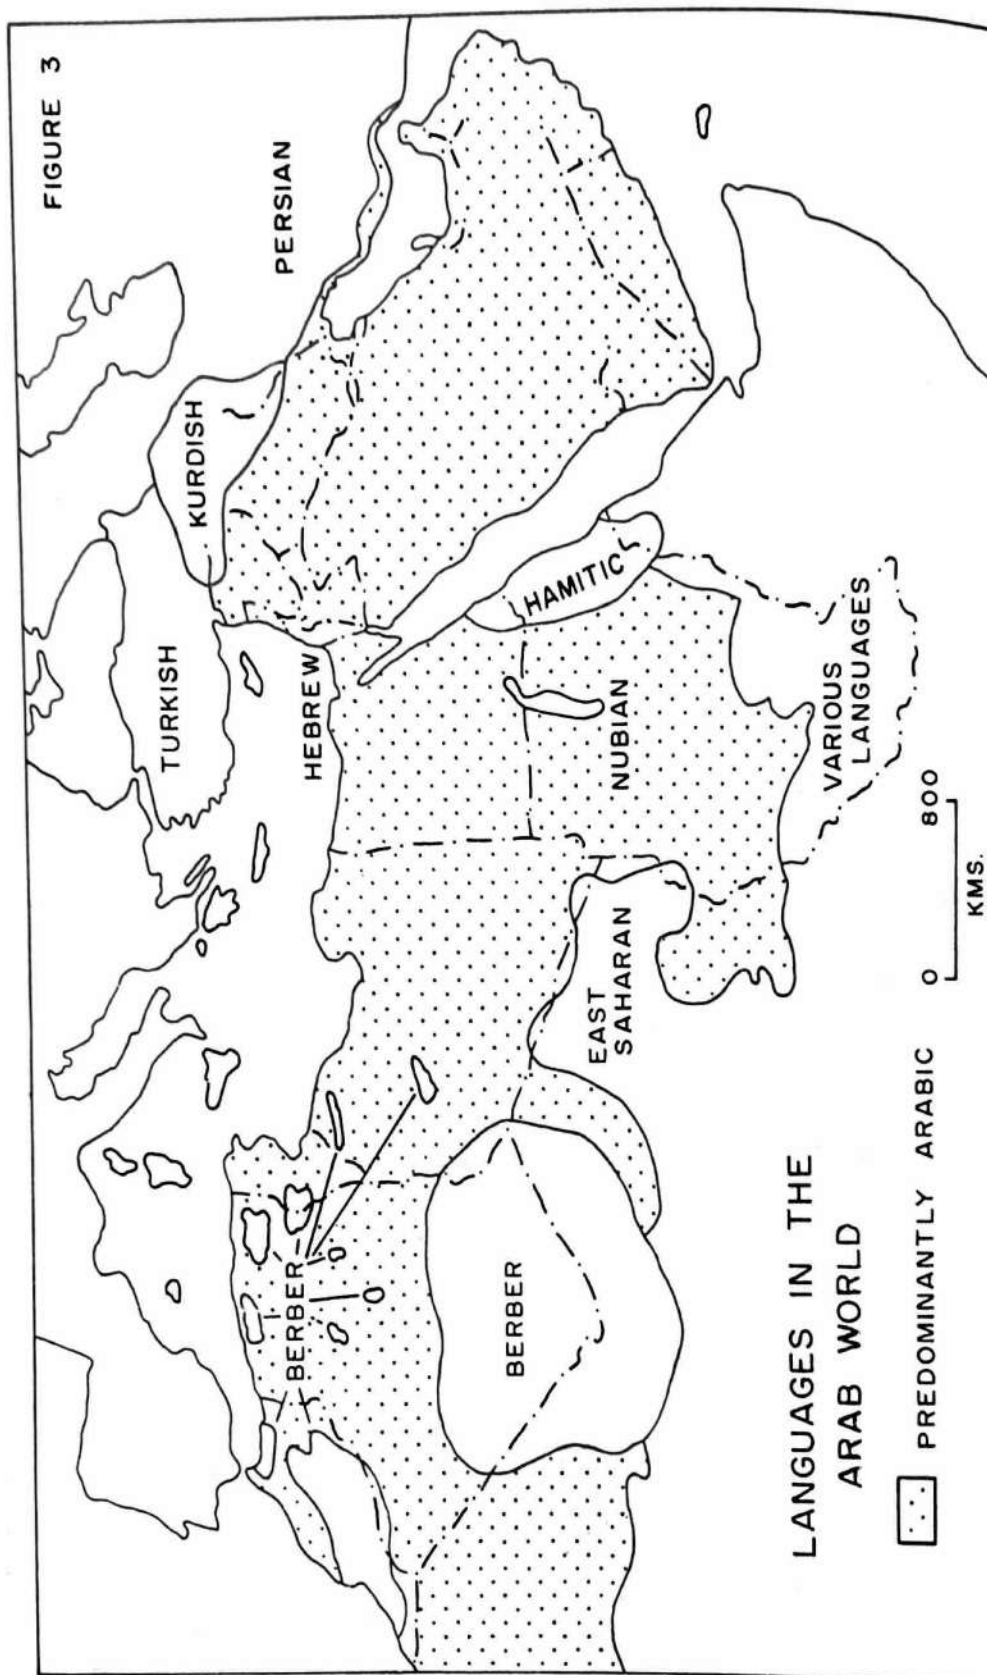 FIGURE 3
PERSIAN
KURDISH
TURKISH
HEBREW
HAMITIC
NUBIAN
VARIOUS
LANGUAGES
EAST
SAHARAN
BERBER
BERBER
LANGUAGES IN THE
ARAB WORLD
PREDOMINANTLY ARABIC
0 800
KMS.